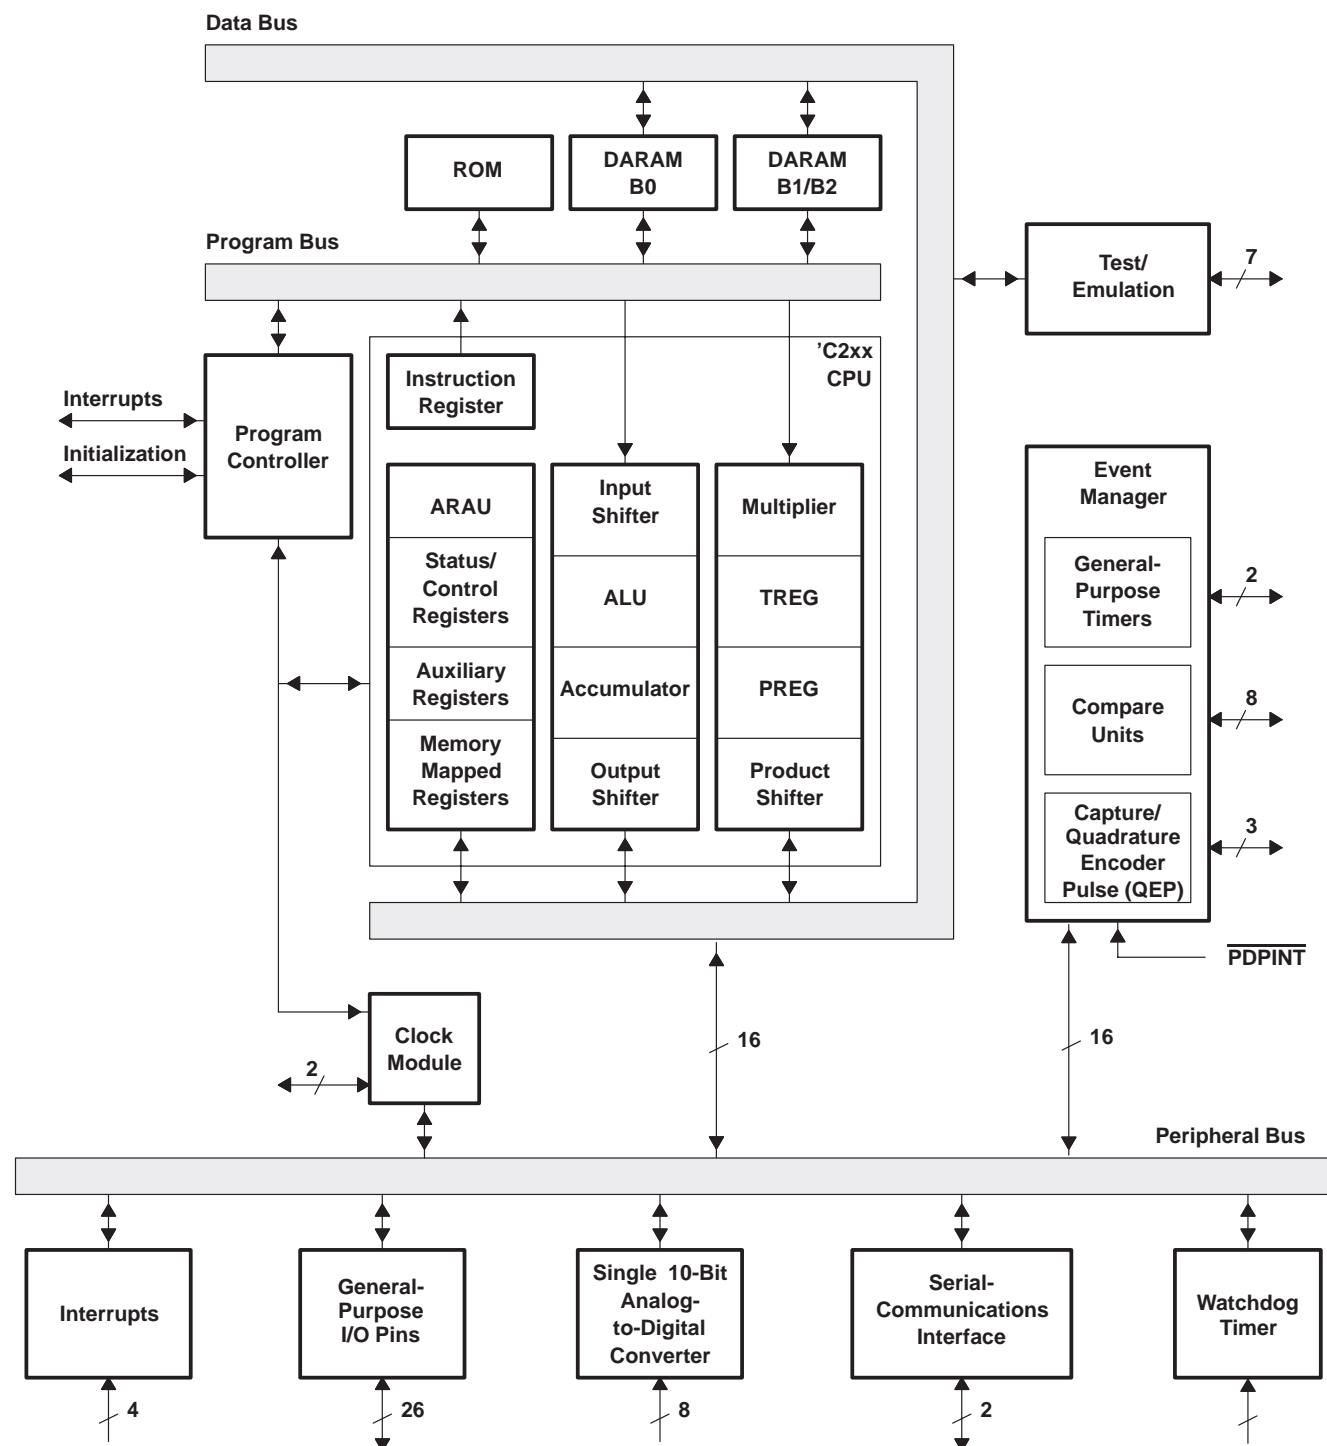 Data Bus
ROM
DARAM
B0
DARAM
B1/B2
Program Bus
Test/
Emulation
7
'C2xx
CPU
Instruction
Register
Interrupts
Initialization
Program
Controller
ARAU
Status/
Control
Registers
Auxiliary
Registers
Memory
Mapped
Registers
Input
Shifter
ALU
Accumulator
Output
Shifter
Multiplier
TREG
PREG
Product
Shifter
Event
Manager
General-
Purpose
Timers
2
Compare
Units
8
Capture/
Quadrature
Encoder
Pulse (QEP)
3
PDPINT
Clock
Module
2
16
16
Peripheral Bus
Interrupts
4
General-
Purpose
I/O Pins
26
Single 10-Bit
Analog-
to-Digital
Converter
8
Serial-
Communications
Interface
2
Watchdog
Timer